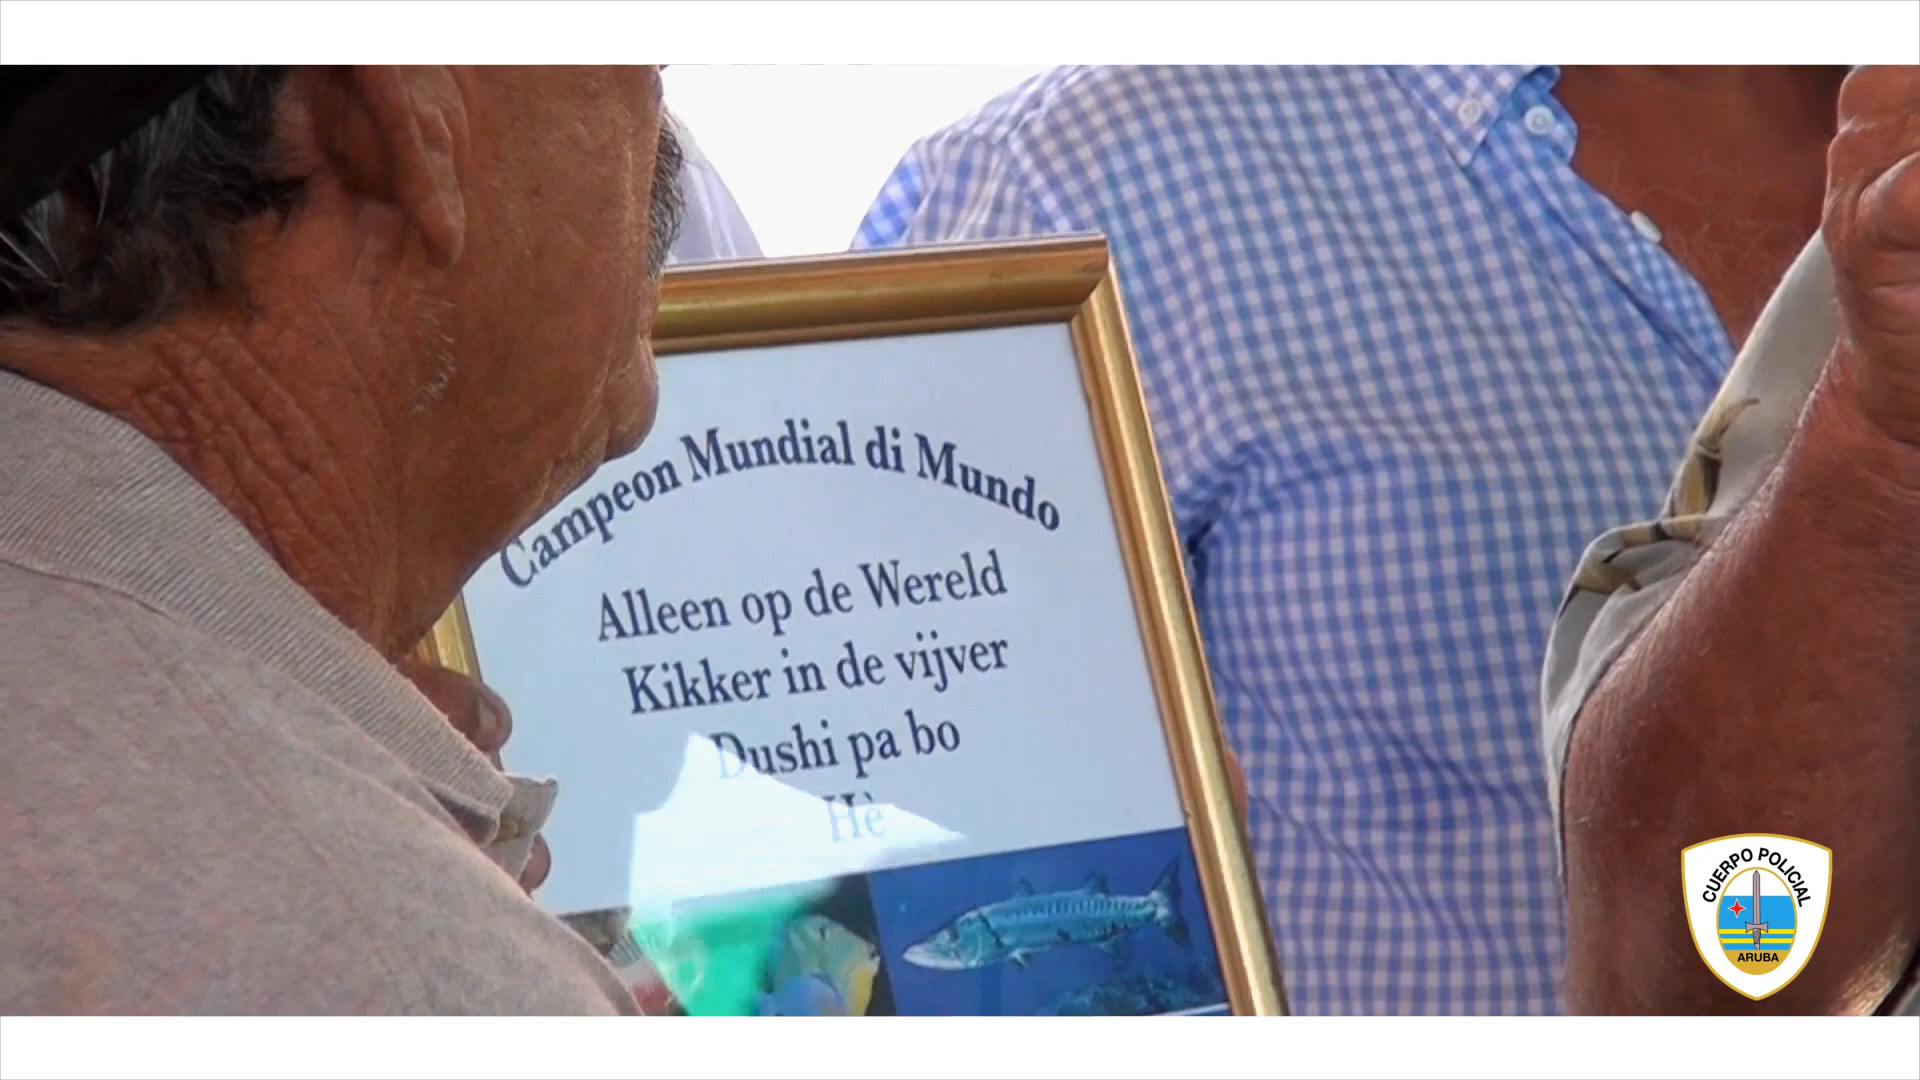 Campeon Mundial di Mundo
Alleen op de Wereld
Kikker in de vijver
Dushi pa bo
Hè
CUERPO POLICIAL
ARUBA